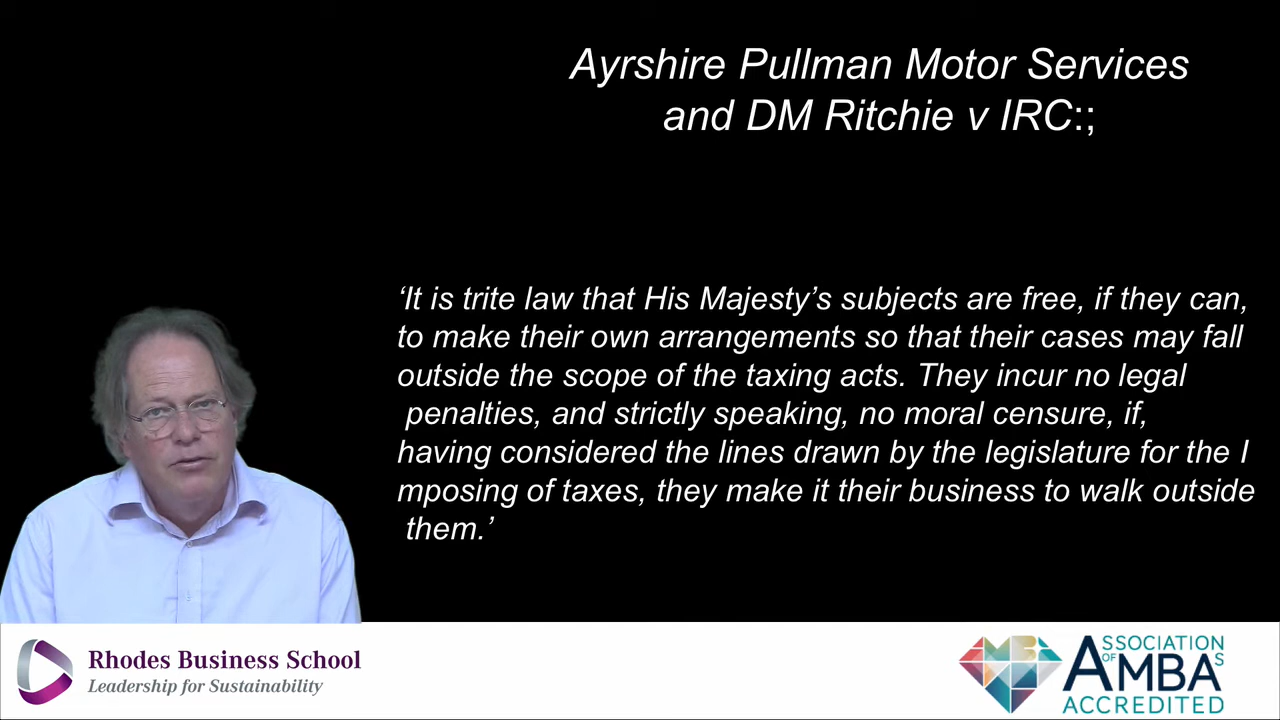 Ayrshire Pullman Motor Services
and DM Ritchie v IRC:;
‘It is trite law that His Majesty’s subjects are free, if they can,
to make their own arrangements so that their cases may fall
outside the scope of the taxing acts. They incur no legal
penalties, and strictly speaking, no moral censure, if,
having considered the lines drawn by the legislature for the I
mposing of taxes, they make it their business to walk outside
them.’
Rhodes Business School
Leadership for Sustainability
MBA
ASSOCIATION
OF
AMBAS
ACCREDITED